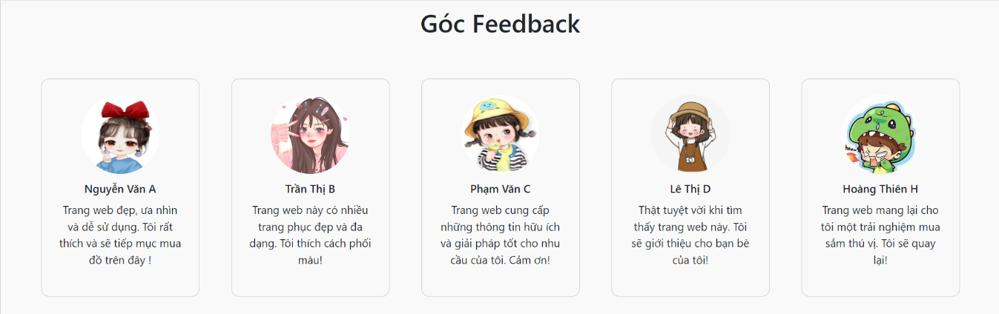 Góc Feedback
Nguyễn Văn A
Trang web đẹp, ưa nhìn
và dễ sử dụng. Tôi rất
thích và sẽ tiếp mục mua
đồ trên đây !
Trần Thị B
Trang web này có nhiều
trang phục đẹp và đa
dạng. Tôi thích cách phối
màu!
Phạm Văn C
Trang web cung cấp
những thông tin hữu ích
và giải pháp tốt cho nhu
cầu của tôi. Cảm ơn!
Lê Thị D
Thật tuyệt vời khi tìm
thấy trang web này. Tôi
sẽ giới thiệu cho bạn bè
của tôi!
houw
Hoàng Thiên H
Trang web mang lại cho
tôi một trải nghiệm mua
sắm thú vị. Tôi sẽ quay
lại!